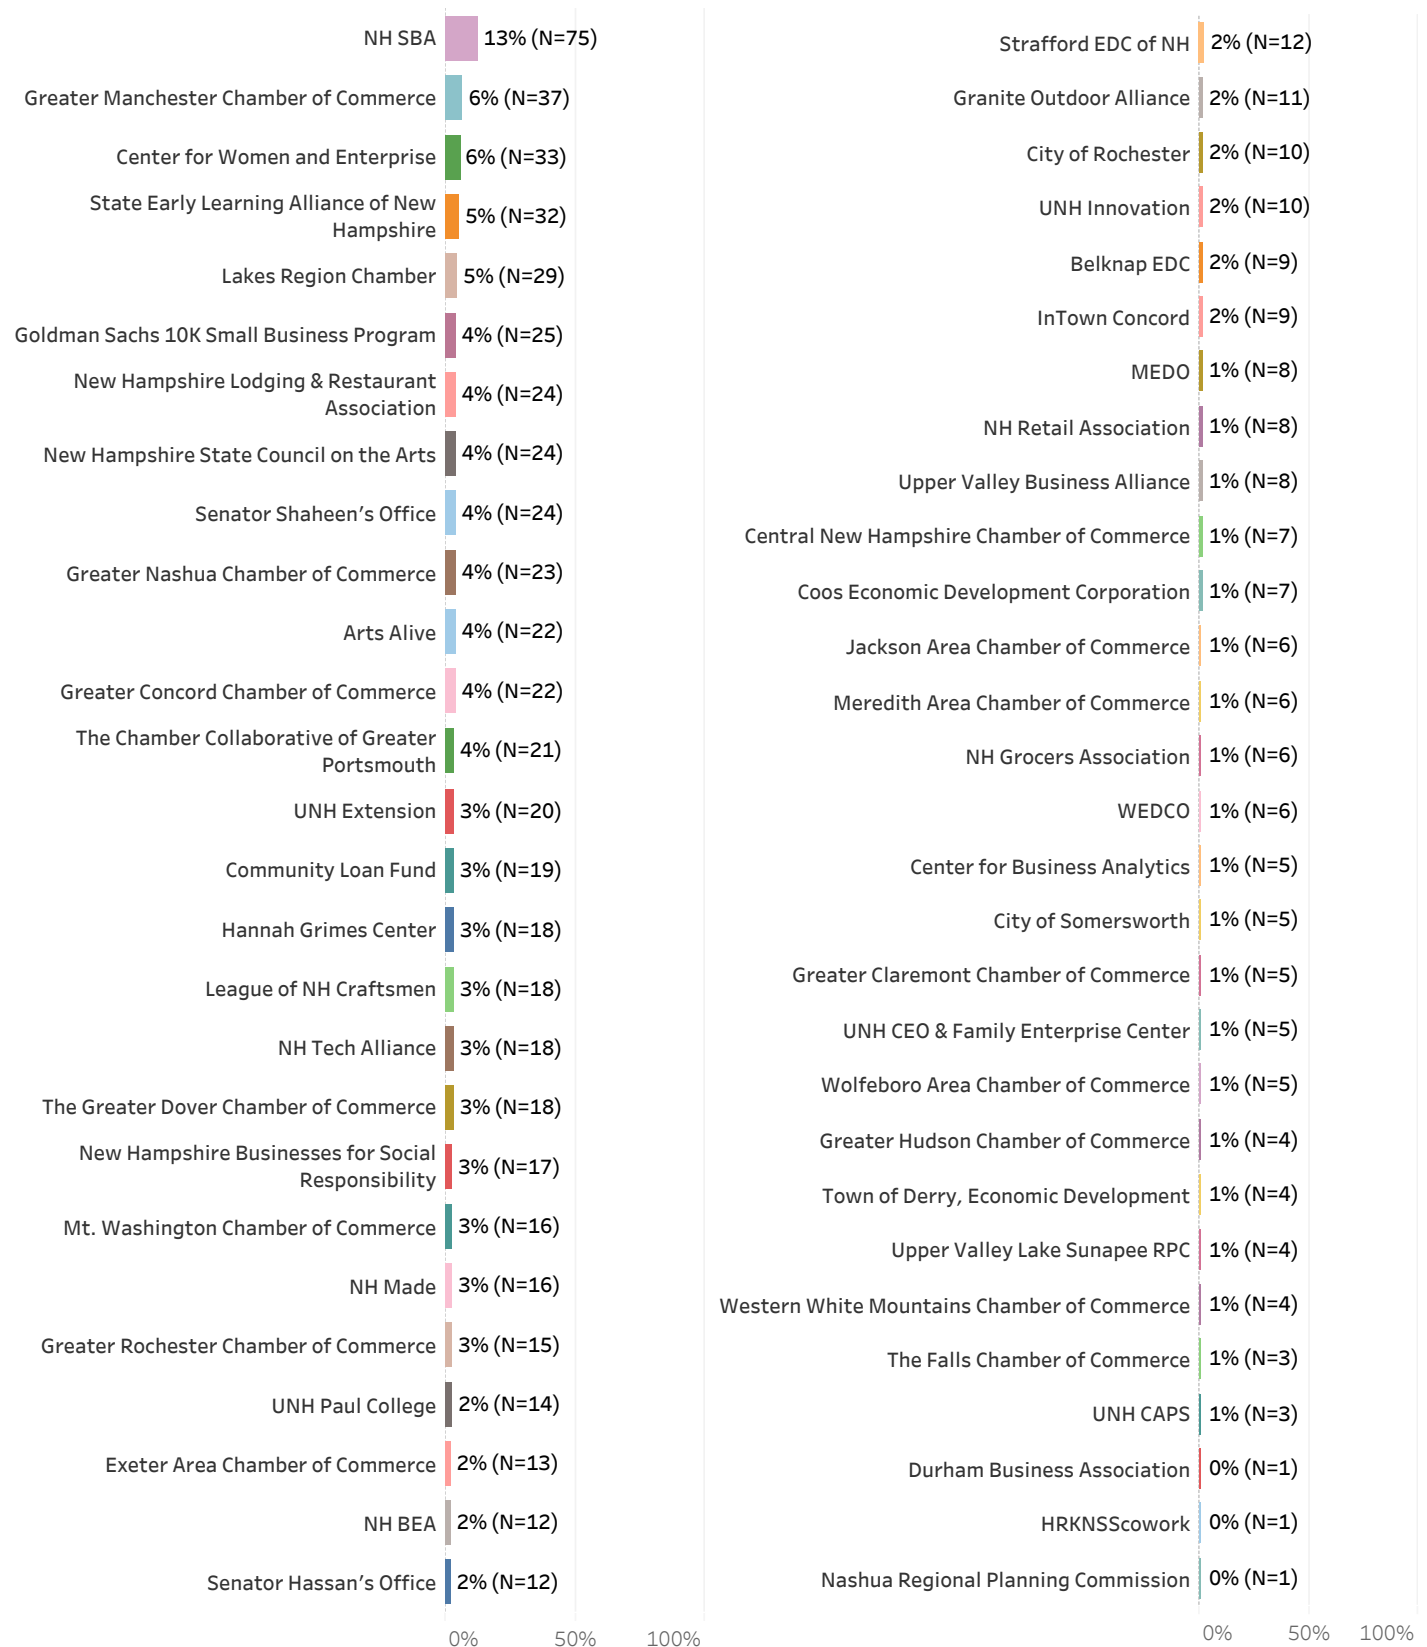 NH SBA 13% (N=75)
Greater Manchester Chamber of Commerce 6% (N=37)
Center for Women and Enterprise 6% (N=33)
State Early Learning Alliance of New
Hampshire 5% (N=32)
Lakes Region Chamber 5% (N=29)
Goldman Sachs 10K Small Business Program 4% (N=25)
New Hampshire Lodging & Restaurant
Association 4% (N=24)
New Hampshire State Council on the Arts 4% (N=24)
Senator Shaheen's Office 4% (N=24)
Greater Nashua Chamber of Commerce 4% (N=23)
Arts Alive 4% (N=22)
Greater Concord Chamber of Commerce 4% (N=22)
The Chamber Collaborative of Greater
Portsmouth 4% (N=21)
UNH Extension 3% (N=20)
Community Loan Fund 3% (N=19)
Hannah Grimes Center 3% (N=18)
League of NH Craftsmen 3% (N=18)
NH Tech Alliance 3% (N=18)
The Greater Dover Chamber of Commerce 3% (N=18)
New Hampshire Businesses for Social
Responsibility 3% (N=17)
Mt. Washington Chamber of Commerce 3% (N=16)
NH Made 3% (N=16)
Greater Rochester Chamber of Commerce 3% (N=15)
UNH Paul College 2% (N=14)
Exeter Area Chamber of Commerce 2% (N=13)
NH BEA 2% (N=12)
Senator Hassan's Office 2% (N=12)
0% 50% 100%
Strafford EDC of NH 2% (N=12)
Granite Outdoor Alliance 2% (N=11)
City of Rochester 2% (N=10)
UNH Innovation 2% (N=10)
Belknap EDC 2% (N=9)
InTown Concord 2% (N=9)
MEDO 1% (N=8)
NH Retail Association 1% (N=8)
Upper Valley Business Alliance 1% (N=8)
Central New Hampshire Chamber of Commerce 1% (N=7)
Coos Economic Development Corporation 1% (N=7)
Jackson Area Chamber of Commerce 1% (N=6)
Meredith Area Chamber of Commerce 1% (N=6)
NH Grocers Association 1% (N=6)
WEDCO 1% (N=6)
Center for Business Analytics 1% (N=5)
City of Somersworth 1% (N=5)
Greater Claremont Chamber of Commerce 1% (N=5)
UNH CEO & Family Enterprise Center 1% (N=5)
Wolfeboro Area Chamber of Commerce 1% (N=5)
Greater Hudson Chamber of Commerce 1% (N=4)
Town of Derry, Economic Development 1% (N=4)
Upper Valley Lake Sunapee RPC 1% (N=4)
Western White Mountains Chamber of Commerce 1% (N=4)
The Falls Chamber of Commerce 1% (N=3)
UNH CAPS 1% (N=3)
Durham Business Association 0% (N=1)
HRKNSScowork 0% (N=1)
Nashua Regional Planning Commission 0% (N=1)
0% 50% 100%